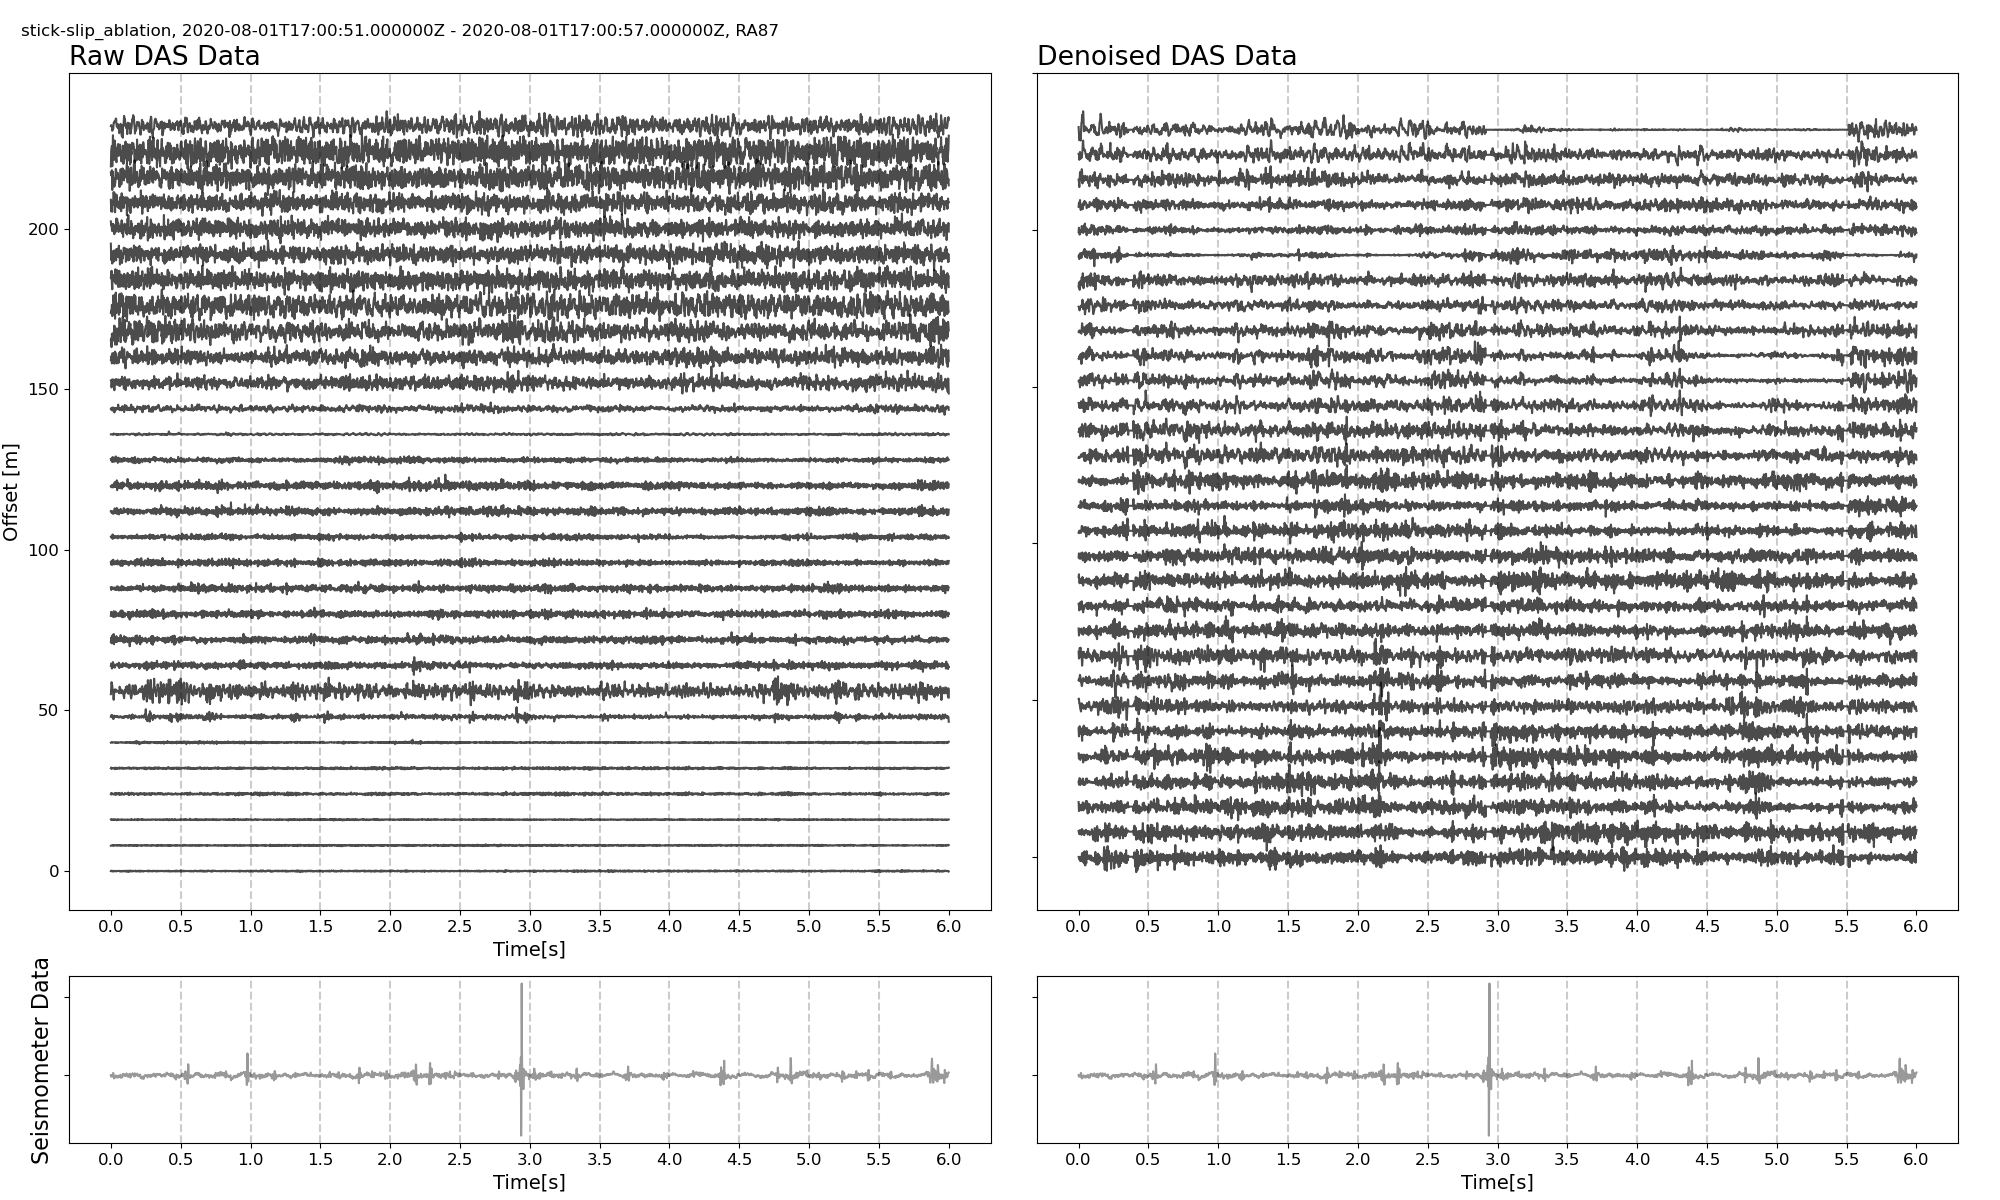 stick-slip_ablation, 2020-08-01T17:00:51.000000Z - 2020-08-01T17:00:57.000000Z, RA87
Raw DAS Data
Denoised DAS Data
Offset [m]
200
150
100
50
0
0.0 0.5 1.0 1.5 2.0 2.5 3.0 3.5 4.0 4.5 5.0 5.5 6.0
Time[s]
0.0 0.5 1.0 1.5 2.0 2.5 3.0 3.5 4.0 4.5 5.0 5.5 6.0
Seismometer Data
0.0 0.5 1.0 1.5 2.0 2.5 3.0 3.5 4.0 4.5 5.0 5.5 6.0
Time[s]
0.0 0.5 1.0 1.5 2.0 2.5 3.0 3.5 4.0 4.5 5.0 5.5 6.0
Time[s]